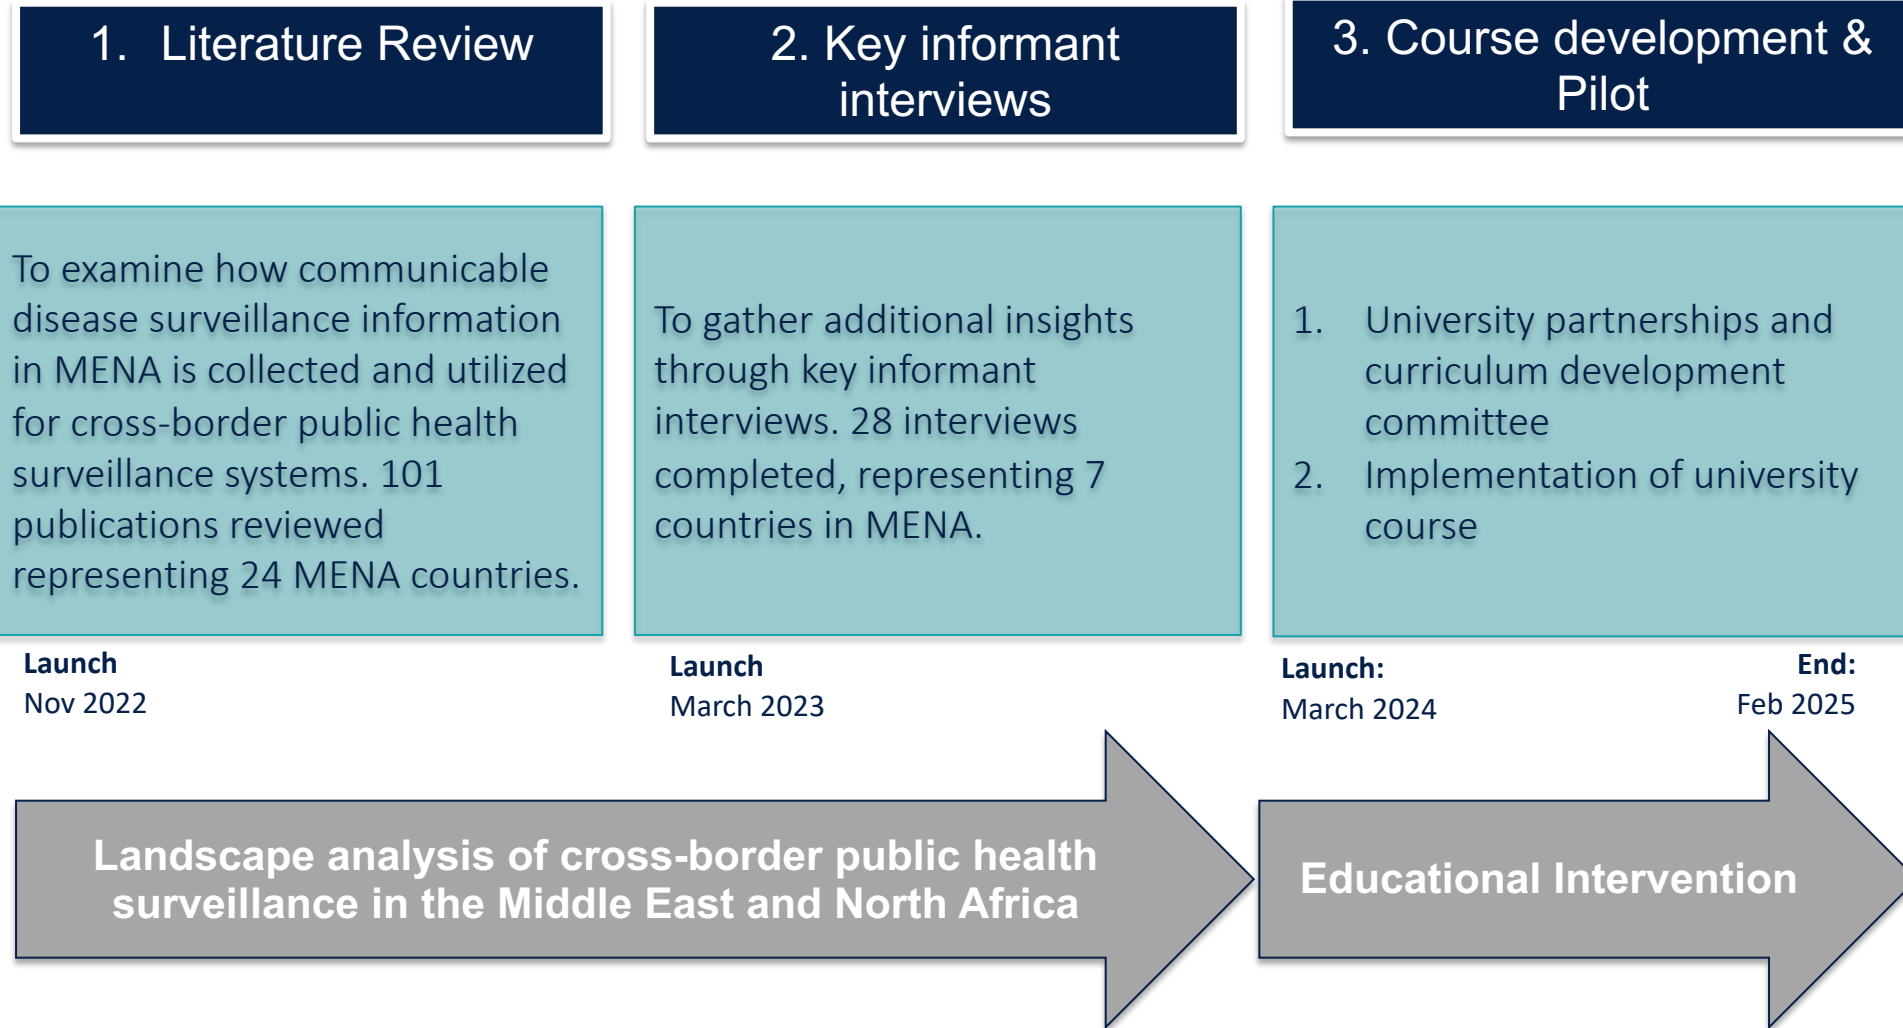 1. Literature Review
2. Key informant
interviews
3. Course development &
Pilot
To examine how communicable
disease surveillance information
in MENA is collected and utilized
for cross-border public health
surveillance systems. 101
publications reviewed
representing 24 MENA countries.
To gather additional insights
through key informant
interviews. 28 interviews
completed, representing 7
countries in MENA.
1. University partnerships and
curriculum development
committee
2. Implementation of university
course
Launch
Nov 2022
Launch
March 2023
Launch:
March 2024
End:
Feb 2025
Landscape analysis of cross-border public health
surveillance in the Middle East and North Africa
Educational Intervention